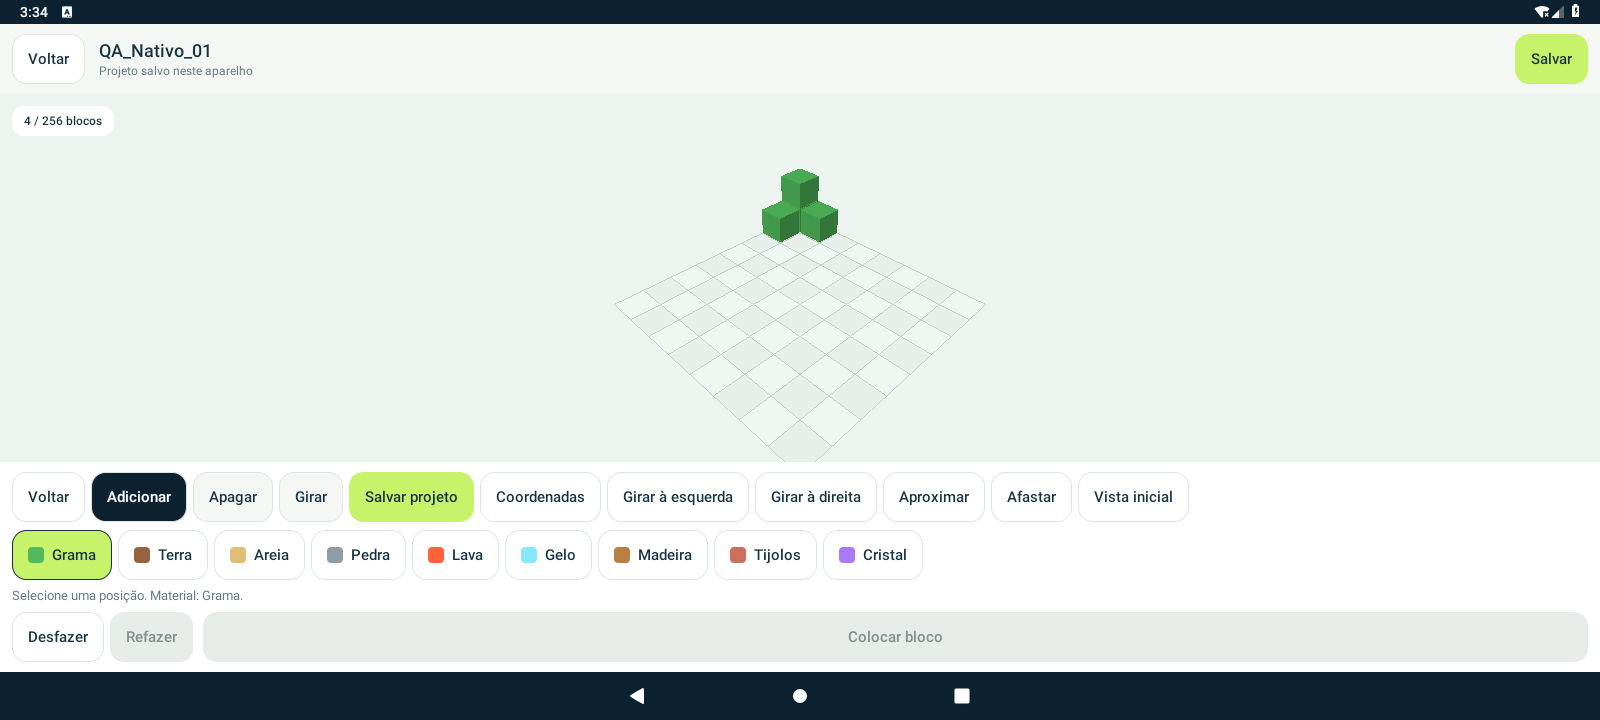 3:34
Voltar
QA_Nativo_01
Projeto salvo neste aparelho
Salvar
4 / 256 blocos
Voltar Adicionar Apagar Girar Salvar projeto Coordenadas Girar à esquerda Girar à direita Aproximar Afastar Vista inicial
Grama Terra Areia Pedra Lava Gelo Madeira Tijolos Cristal
Selecione uma posição. Material: Grama.
Desfazer Refazer Colocar bloco